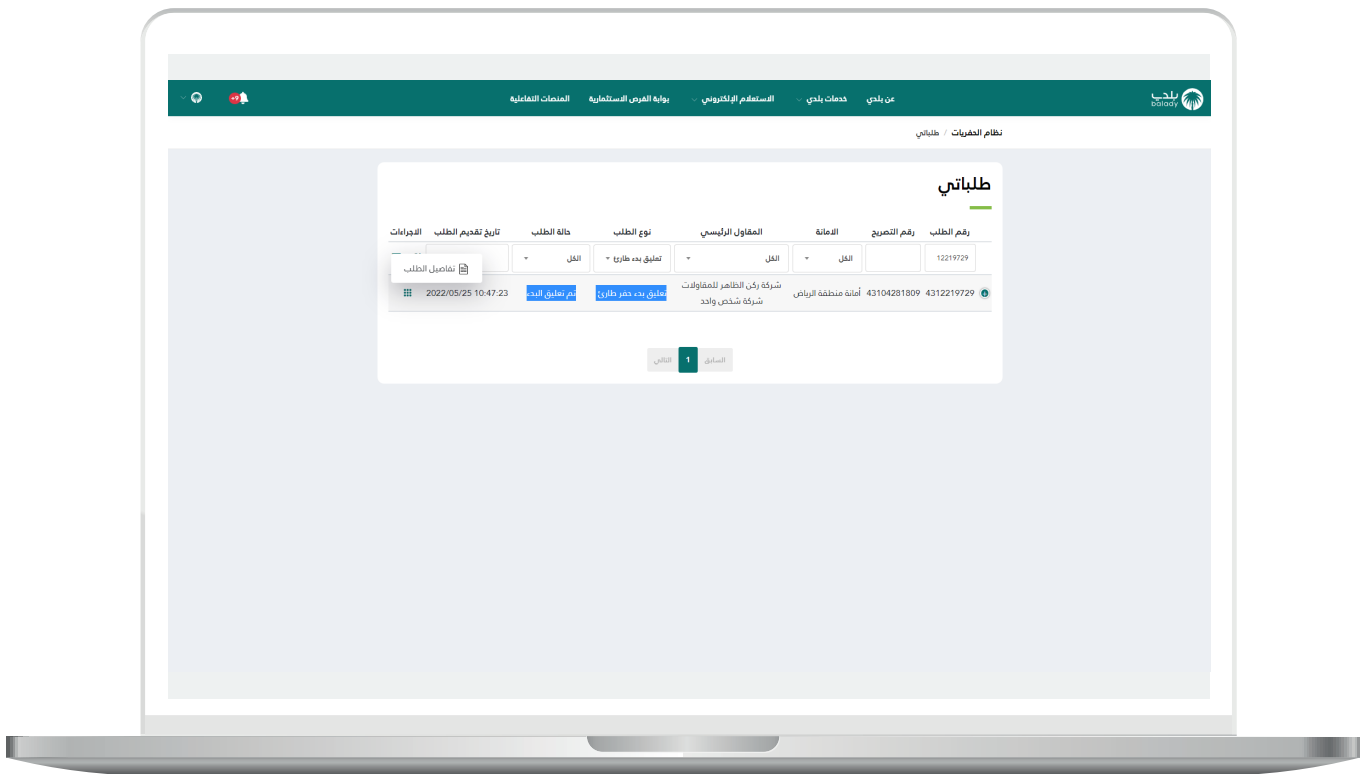 بلدي
balady
عن بلدي
خدمات بلدي
الاستعلام الإلكتروني
بوابة الفرص الاستثمارية
المنصات التفاعلية
+9
نظام الحفريات / طلباتي
طلباتي
رقم الطلب رقم التصريح الامانة المقاول الرئيسي نوع الطلب حالة الطلب تاريخ تقديم الطلب الاجراءات
12219729 الكل الكل تعليق بدء طارئ الكل
تفاصيل الطلب
4312219729 43104281809 أمانة منطقة الرياض شركة ركن الظاهر للمقاولات شركة شخص واحد تعليق بدء حفر طارئ تم تعليق البدء 2022/05/25 10:47:23
السابق 1 التالي